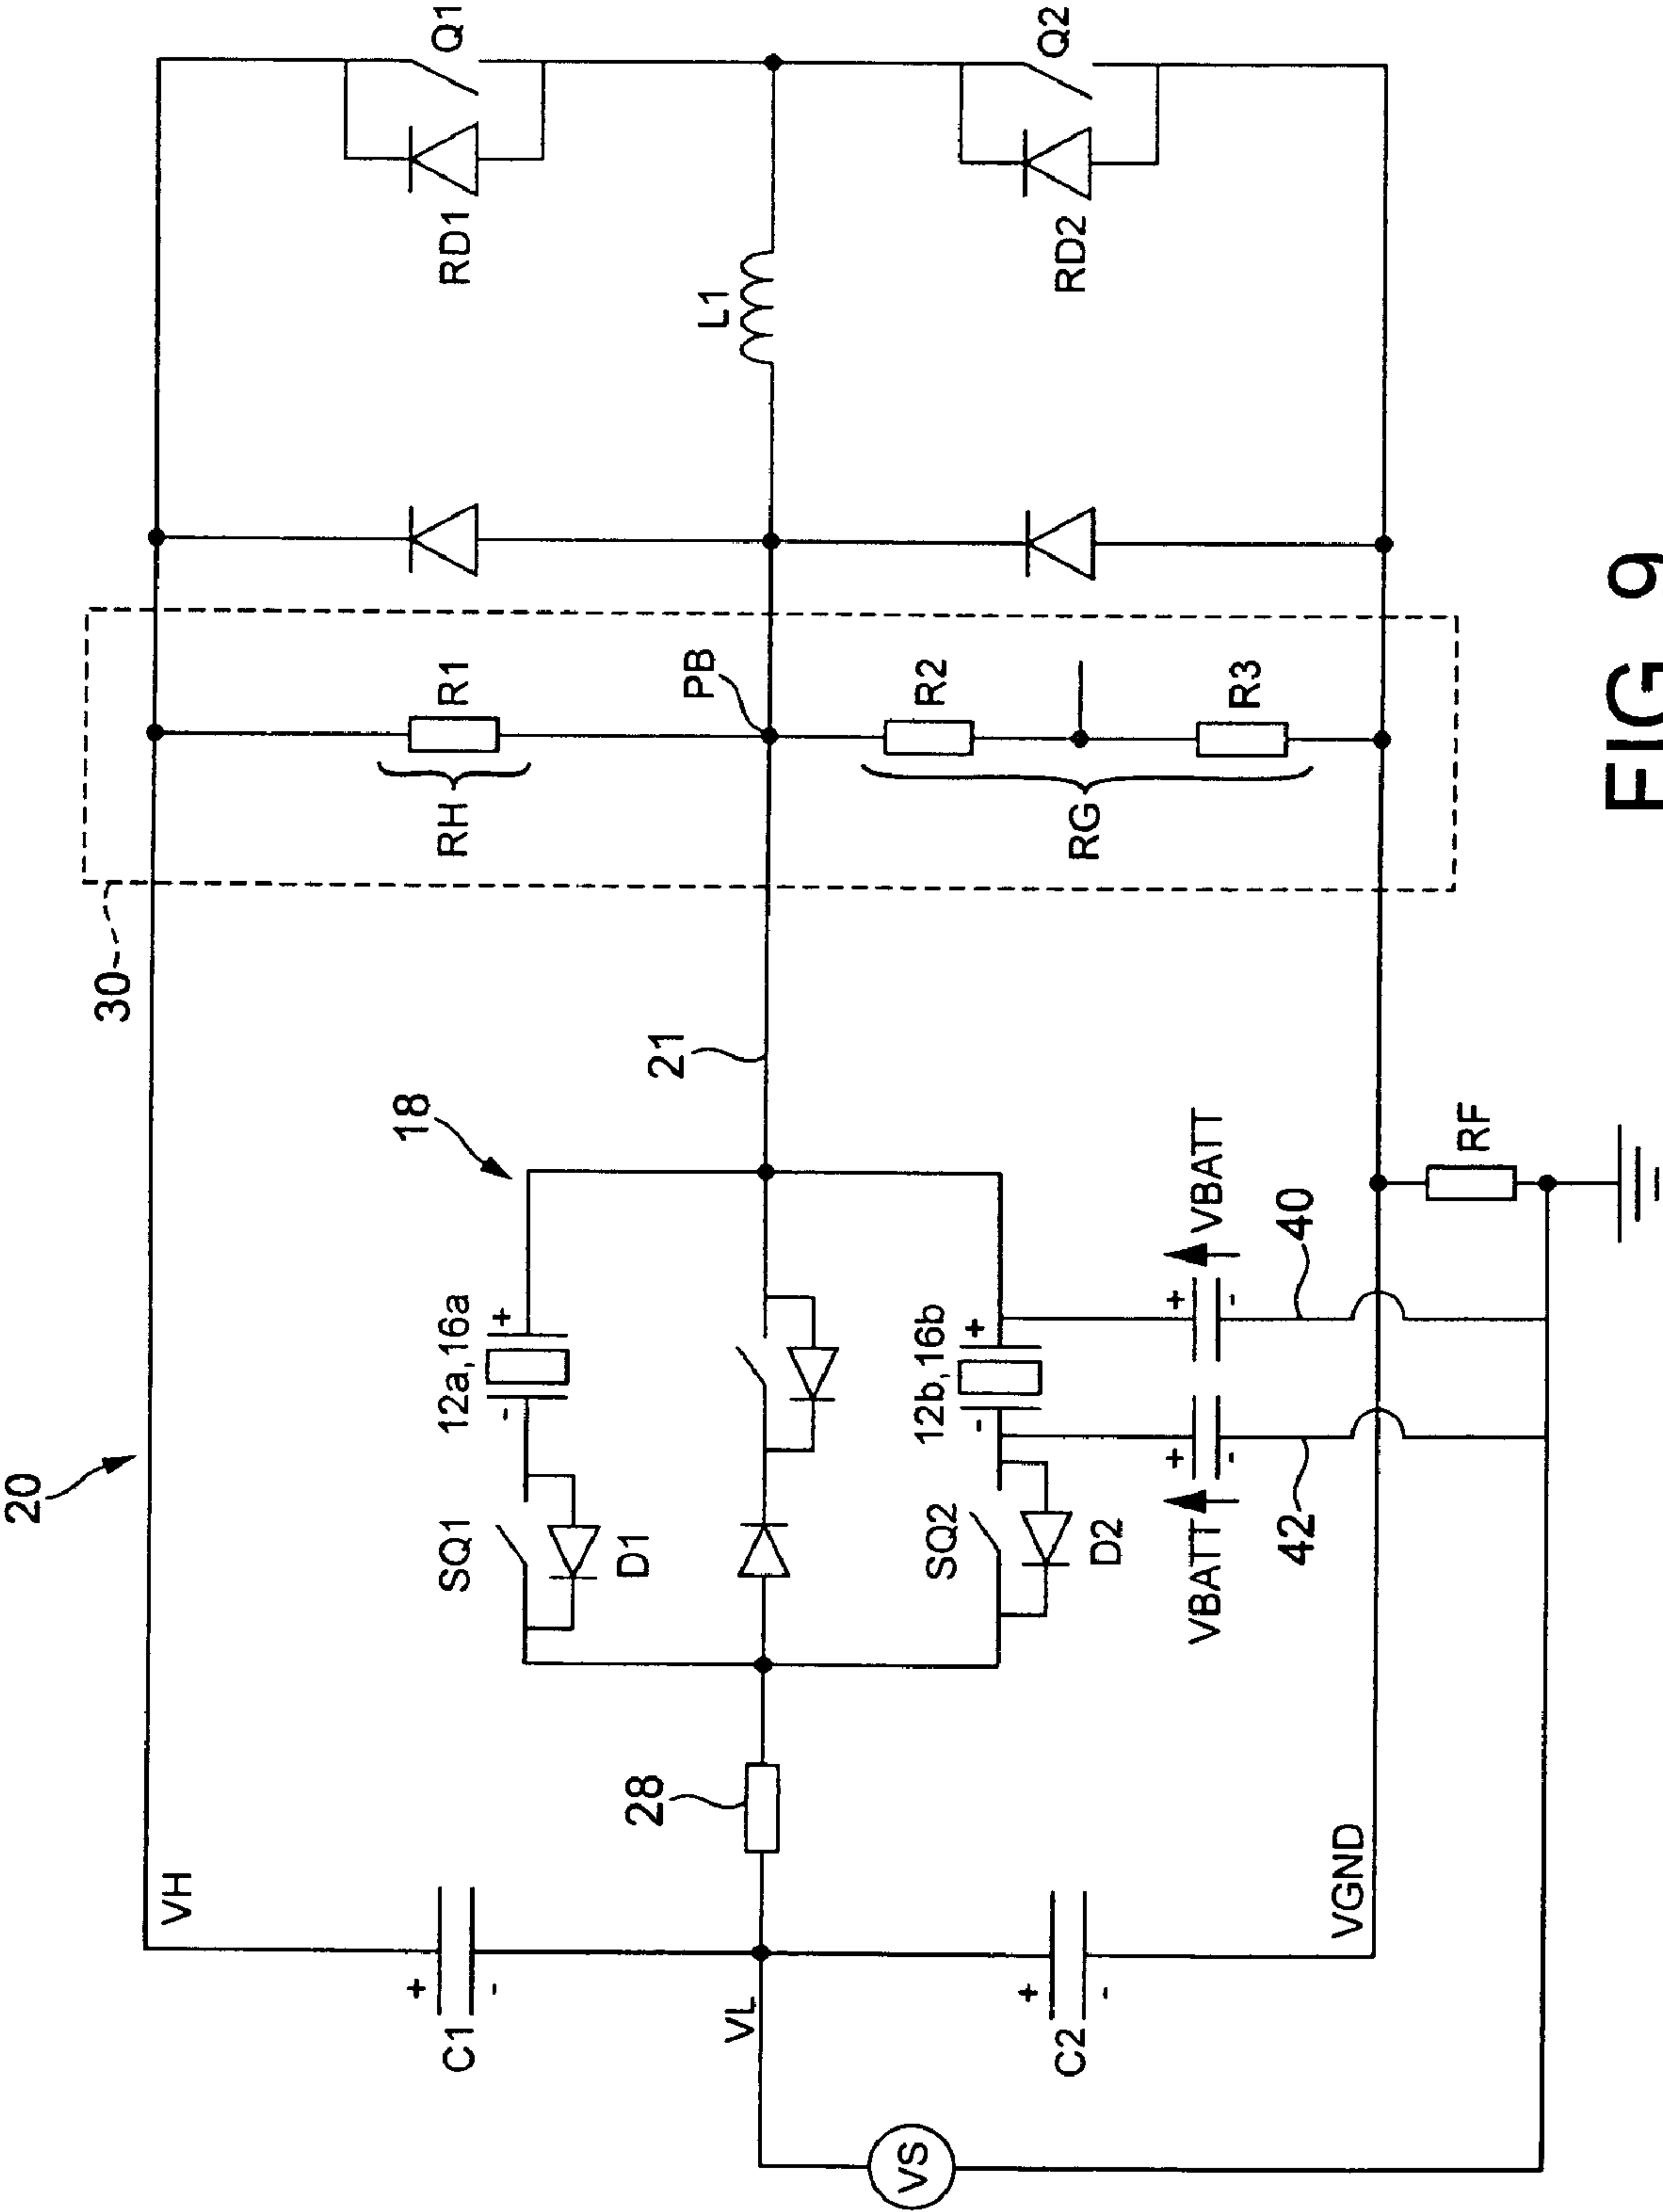 20
30
VH
C1
+
-
VL
VS
C2
+
-
VGND
28
18
21
SQ1
D1
12a,16a
-
+
SQ2
D2
12b,16b
-
+
VBATT
+
-
42
VBATT
+
-
40
RF
RH
R1
PB
RG
R2
R3
L1
RD1
Q1
RD2
Q2
FIG 9